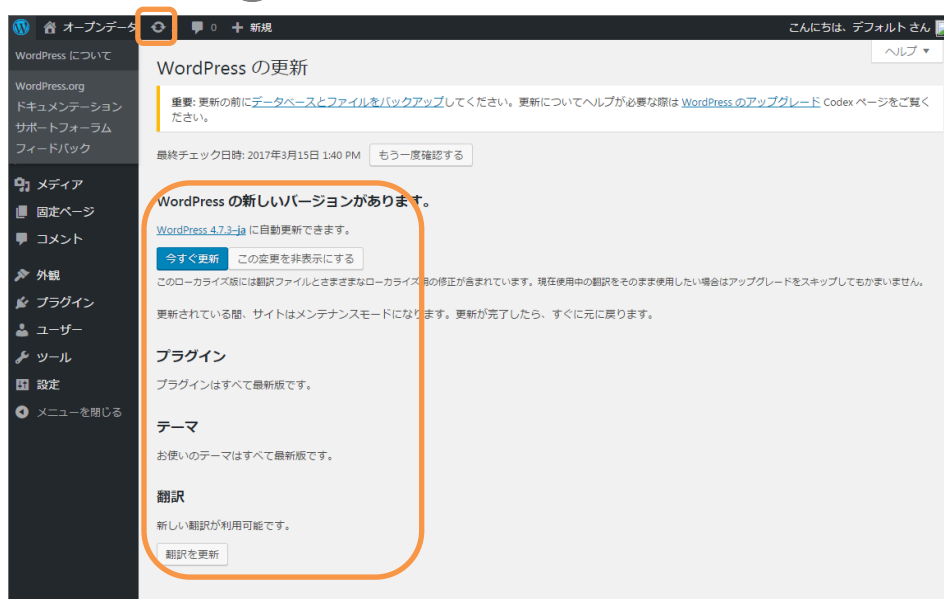 オープンデータ
0
新規
こんにちは、デフォルト さん
WordPress について
WordPress.org
ドキュメンテーション
サポートフォーラム
フィードバック
メディア
固定ページ
コメント
外観
プラグイン
ユーザー
ツール
設定
メニューを閉じる
ヘルプ
WordPress の更新
重要: 更新の前にデータベースとファイルをバックアップしてください。更新についてヘルプが必要な際は WordPress のアップグレード Codex ページをご覧く
ださい。
最終チェック日時: 2017年3月15日 1:40 PM もう一度確認する
WordPress の新しいバージョンがあります。
WordPress 4.7.3–ja に自動更新できます。
今すぐ更新 この変更を非表示にする
このローカライズ版には翻訳ファイルとさまざまなローカライズ用の修正が含まれています。現在使用中の翻訳をそのまま使用したい場合はアップグレードをスキップしてもかまいません。
更新されている間、サイトはメンテナンスモードになります。更新が完了したら、すぐに元に戻ります。
プラグイン
プラグインはすべて最新版です。
テーマ
お使いのテーマはすべて最新版です。
翻訳
新しい翻訳が利用可能です。
翻訳を更新